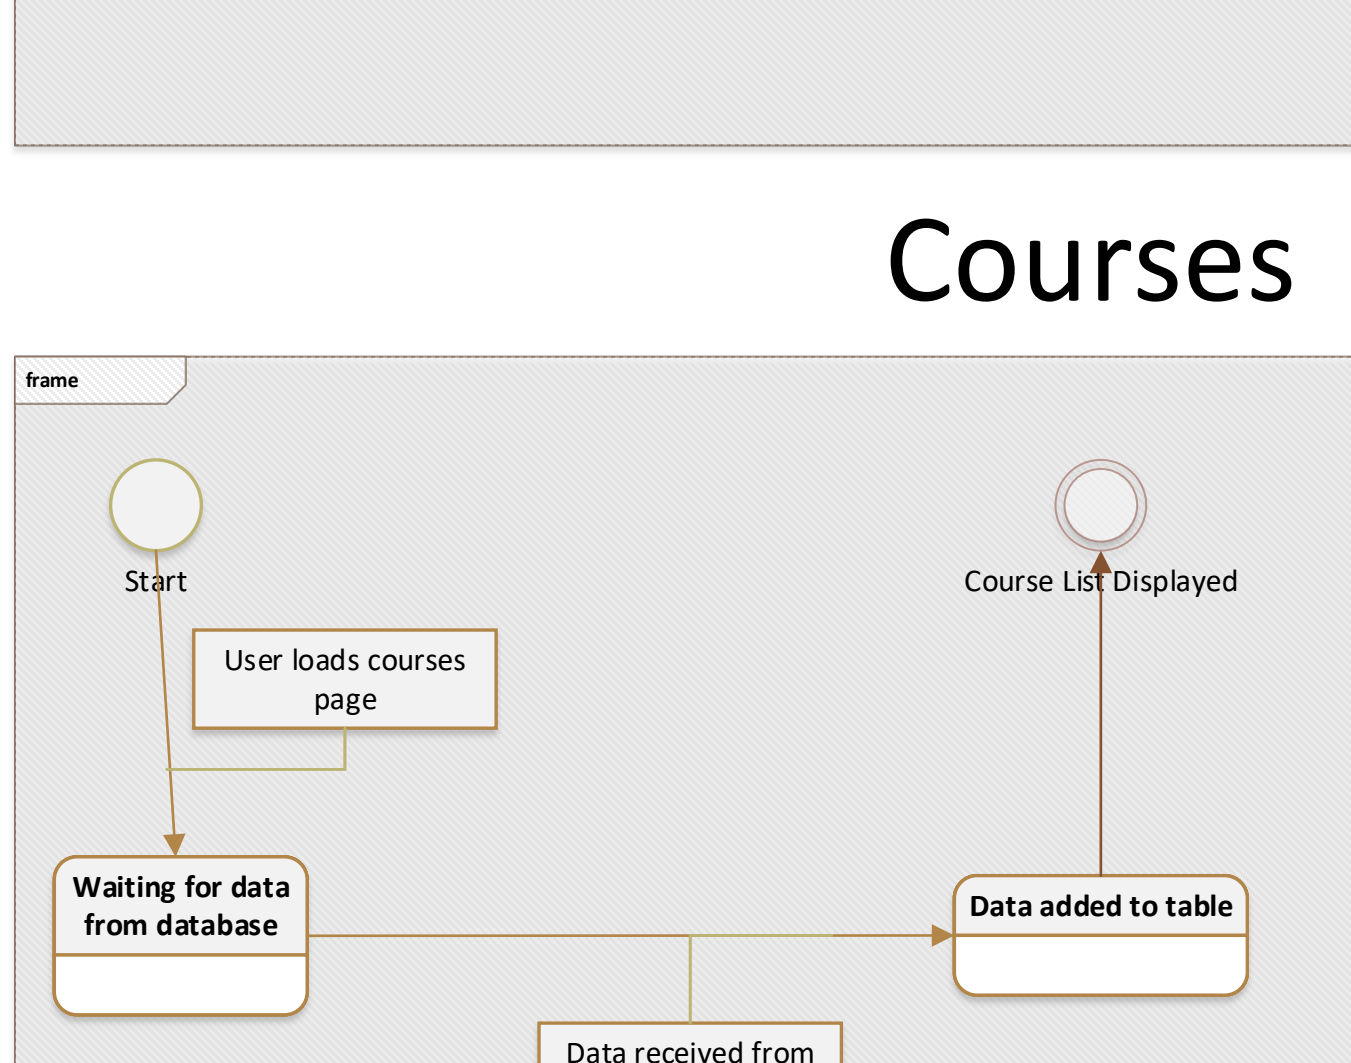 Courses
frame
Start
Course List Displayed
User loads courses
page
Waiting for data
from database
Data added to table
Data received from